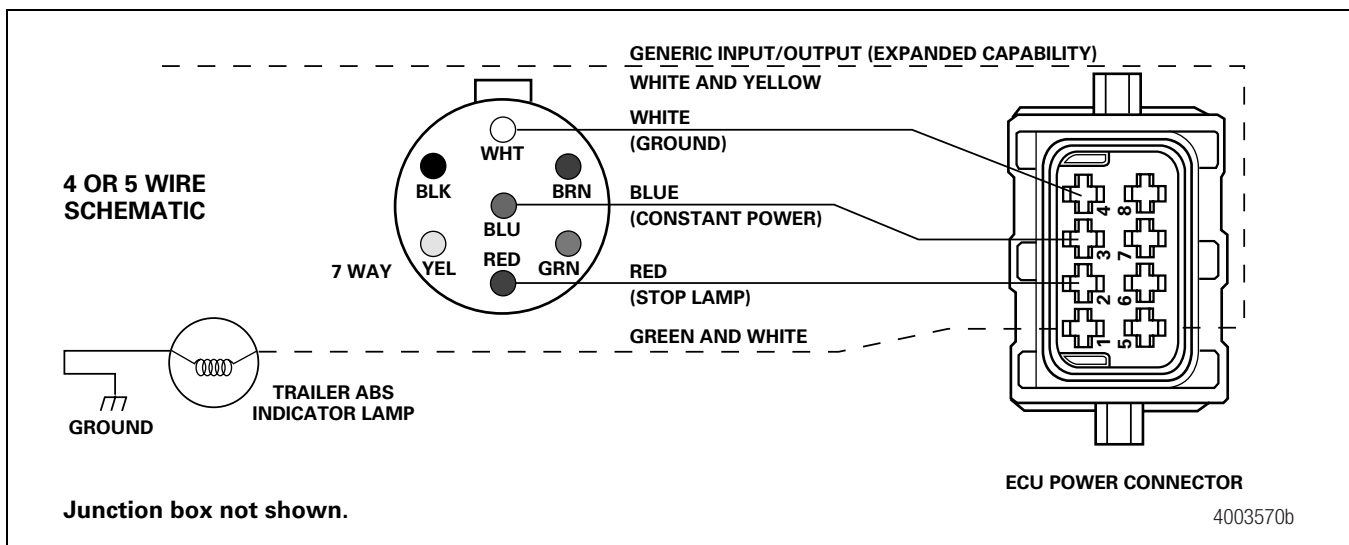 GENERIC INPUT/OUTPUT (EXPANDED CAPABILITY)
WHITE AND YELLOW
WHITE
(GROUND)
WHT
BLK
BRN
4 OR 5 WIRE
SCHEMATIC
BLUE
(CONSTANT POWER)
BLU
7 WAY
YEL
RED
GRN
RED
(STOP LAMP)
GREEN AND WHITE
4
8
3
7
2
6
1
5
TRAILER ABS
INDICATOR LAMP
GROUND
ECU POWER CONNECTOR
Junction box not shown.
4003570b